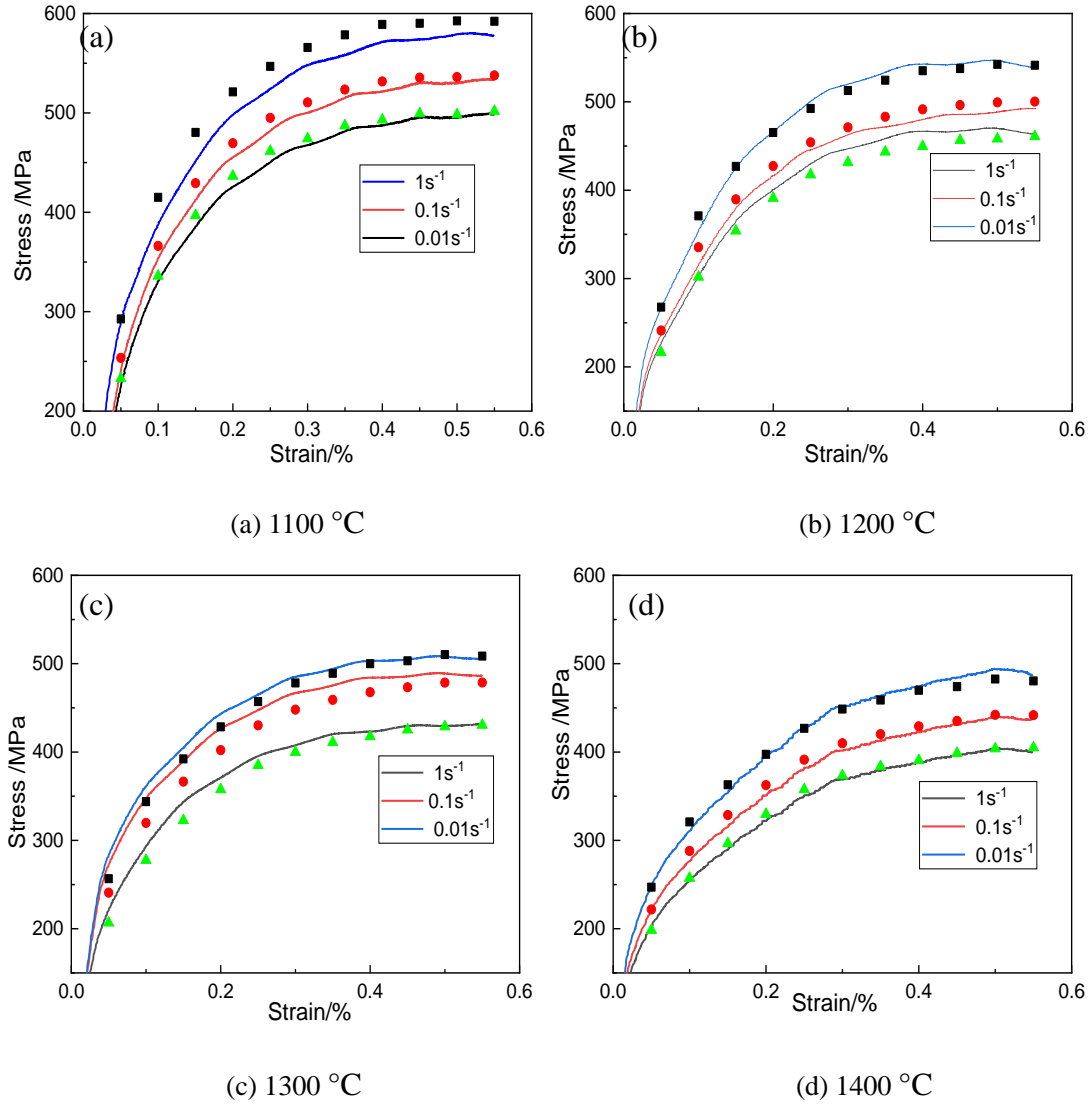 (a)
600
500
400
300
200
0.1
0.2
0.3
0.4
0.5
0.6
Stress /MPa
Strain/%
1s⁻¹
0.1s⁻¹
0.01s⁻¹
(a) 1100 °C
(b)
600
500
400
300
200
0.0
0.2
0.4
0.6
Stress /MPa
Strain/%
1s⁻¹
0.1s⁻¹
0.01s⁻¹
(b) 1200 °C
(c)
600
500
400
300
200
0.0
0.2
0.4
0.6
Stress /MPa
Strain/%
1s⁻¹
0.1s⁻¹
0.01s⁻¹
(c) 1300 °C
(d)
600
500
400
300
200
0.0
0.2
0.4
0.6
Stress /MPa
Strain/%
1s⁻¹
0.1s⁻¹
0.01s⁻¹
(d) 1400 °C